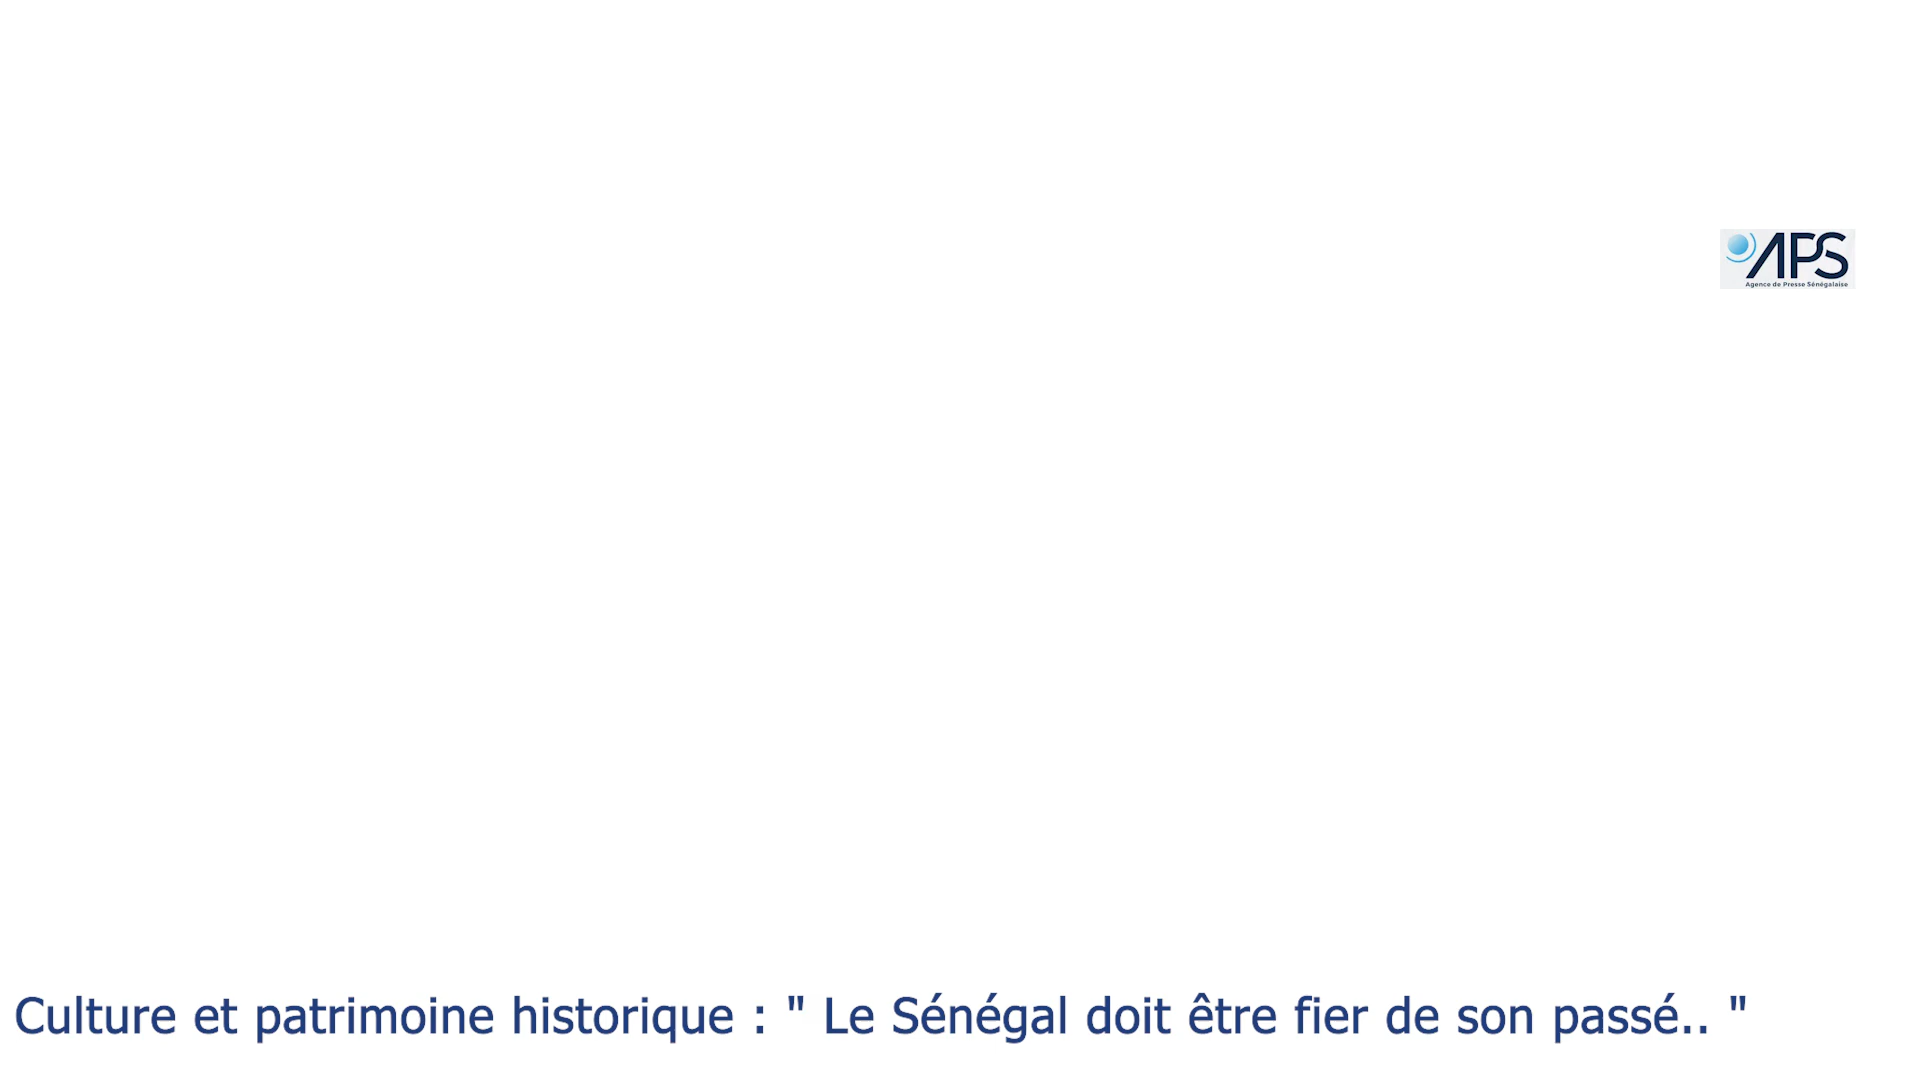 APS
Agence de Presse Sénégalaise
Culture et patrimoine historique : " Le Sénégal doit être fier de son passé.. "